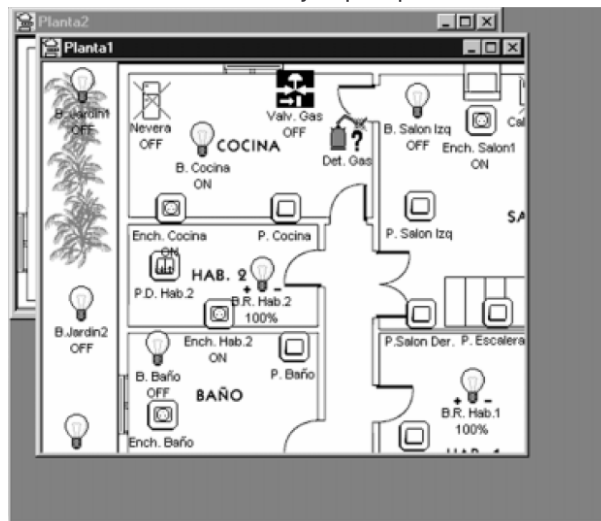 Planta2
Planta1
B. Jardin1
OFF
Nevera
OFF
B. Cocina
ON
COCINA
Valv. Gas
OFF
?
Det. Gas
B. Salon Izq
OFF
Ench. Salon1
ON
Ench. Cocina
ON
P. Cocina
P. Salon Izq
P.D. Hab.2
HAB. 2
+ -
B.R. Hab.2
100%
B.Jardin2
OFF
Ench. Hab.2
ON
B. Baño
OFF
BAÑO
P. Baño
Ench. Baño
P.Salon Der.
P. Escalera
+ -
B.R. Hab.1
100%